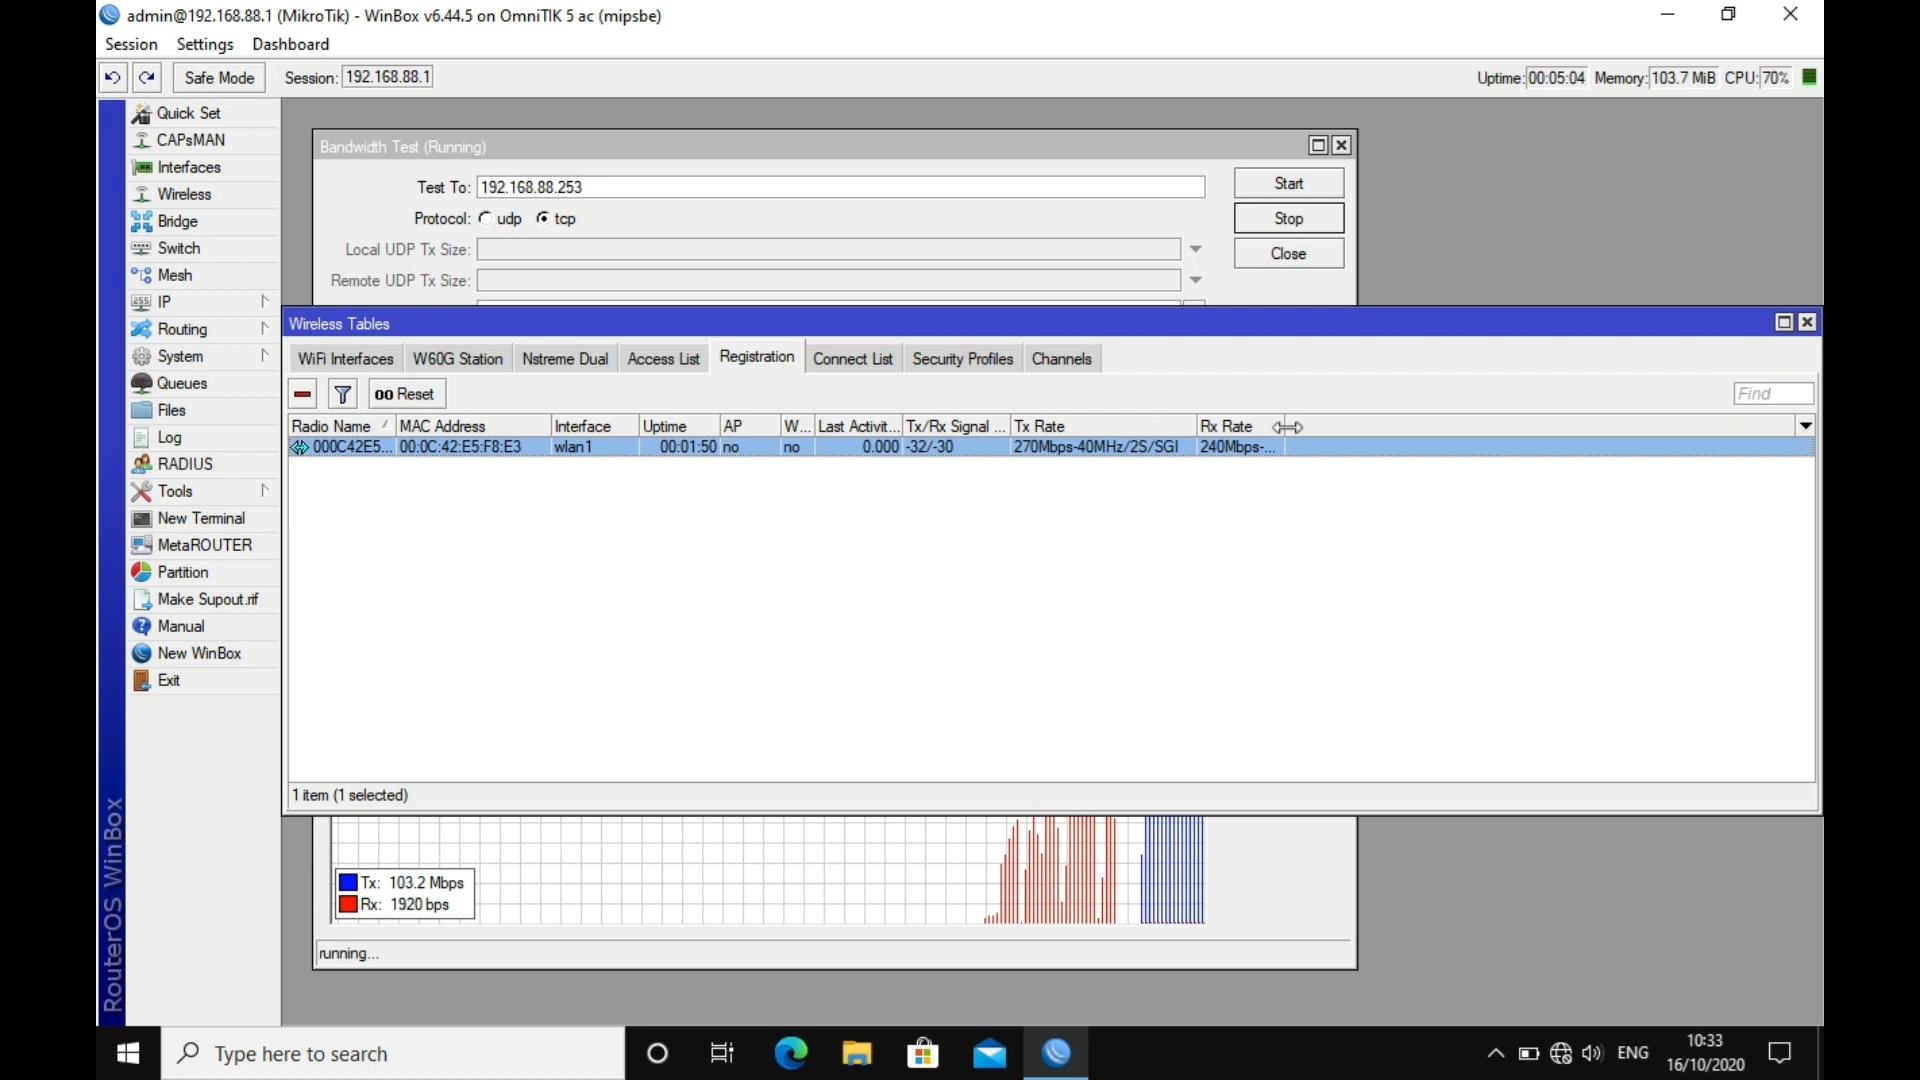 admin@192.168.88.1 (MikroTik) - WinBox v6.44.5 on OmniTIK 5 ac (mipsbe)
Session Settings Dashboard
Safe Mode Session: 192.168.88.1 Uptime: 00:05:04 Memory: 103.7 MiB CPU: 70%
Quick Set
CAPsMAN
Interfaces
Wireless
Bridge
Switch
Mesh
IP
Routing
System
Queues
Files
Log
RADIUS
Tools
New Terminal
MetaROUTER
Partition
Make Supout.rif
Manual
New WinBox
Exit
RouterOS WinBox
Bandwidth Test (Running)
Test To: 192.168.88.253 Start
Protocol: udp tcp Stop
Local UDP Tx Size: Close
Remote UDP Tx Size:
Wireless Tables
WiFi Interfaces W60G Station Nstreme Dual Access List Registration Connect List Security Profiles Channels
00 Reset Find
Radio Name MAC Address Interface Uptime AP W... Last Activit... Tx/Rx Signal ... Tx Rate Rx Rate
000C42E5... 00:0C:42:E5:F8:E3 wlan1 00:01:50 no no 0.000 -32/-30 270Mbps-40MHz/2S/SGI 240Mbps-...
1 item (1 selected)
Tx: 103.2 Mbps
Rx: 1920 bps
running...
Type here to search ENG 10:33
16/10/2020